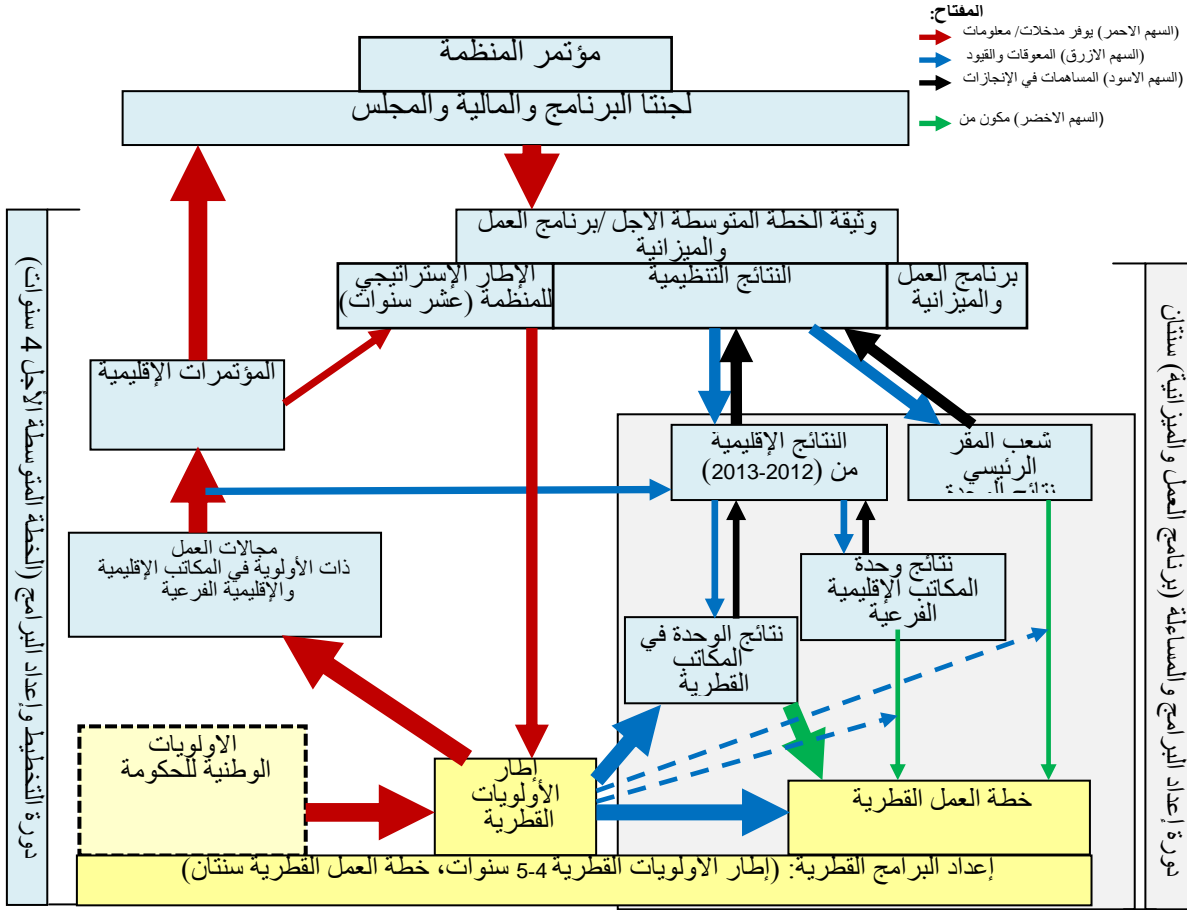 المفتاح:
(السهم الاحمر) يوفر مدخلات/ معلومات
(السهم الازرق) المعوقات والقيود
(السهم الاسود) المساهمات في الإنجازات
(السهم الاخضر) مكون من
مؤتمر المنظمة
لجنتا البرنامج والمالية والمجلس
وثيقة الخطة المتوسطة الاجل /برنامج العمل
والميزانية
برنامج العمل
والميزانية
النتائج التنظيمية
الإطار الإستراتيجي
للمنظمة (عشر سنوات)
المؤتمرات الإقليمية
شعب المقر
الرئيسي
نتائج الوحدة
النتائج الإقليمية
من (2012-2013)
مجالات العمل
ذات الأولوية في المكاتب الإقليمية
والإقليمية الفرعية
نتائج وحدة
المكاتب الإقليمية
الفرعية
نتائج الوحدة في
المكاتب
القطرية
الاولويات
الوطنية للحكومة
إطار
الأولويات
القطرية
خطة العمل القطرية
إعداد البرامج القطرية: (إطار الاولويات القطرية 4-5 سنوات، خطة العمل القطرية سنتان)
دورة إعداد البرامج والمساءلة (برنامج العمل والميزانية) سنتان
دورة التخطيط وإعداد البرامج (الخطة المتوسطة الأجل 4 سنوات)